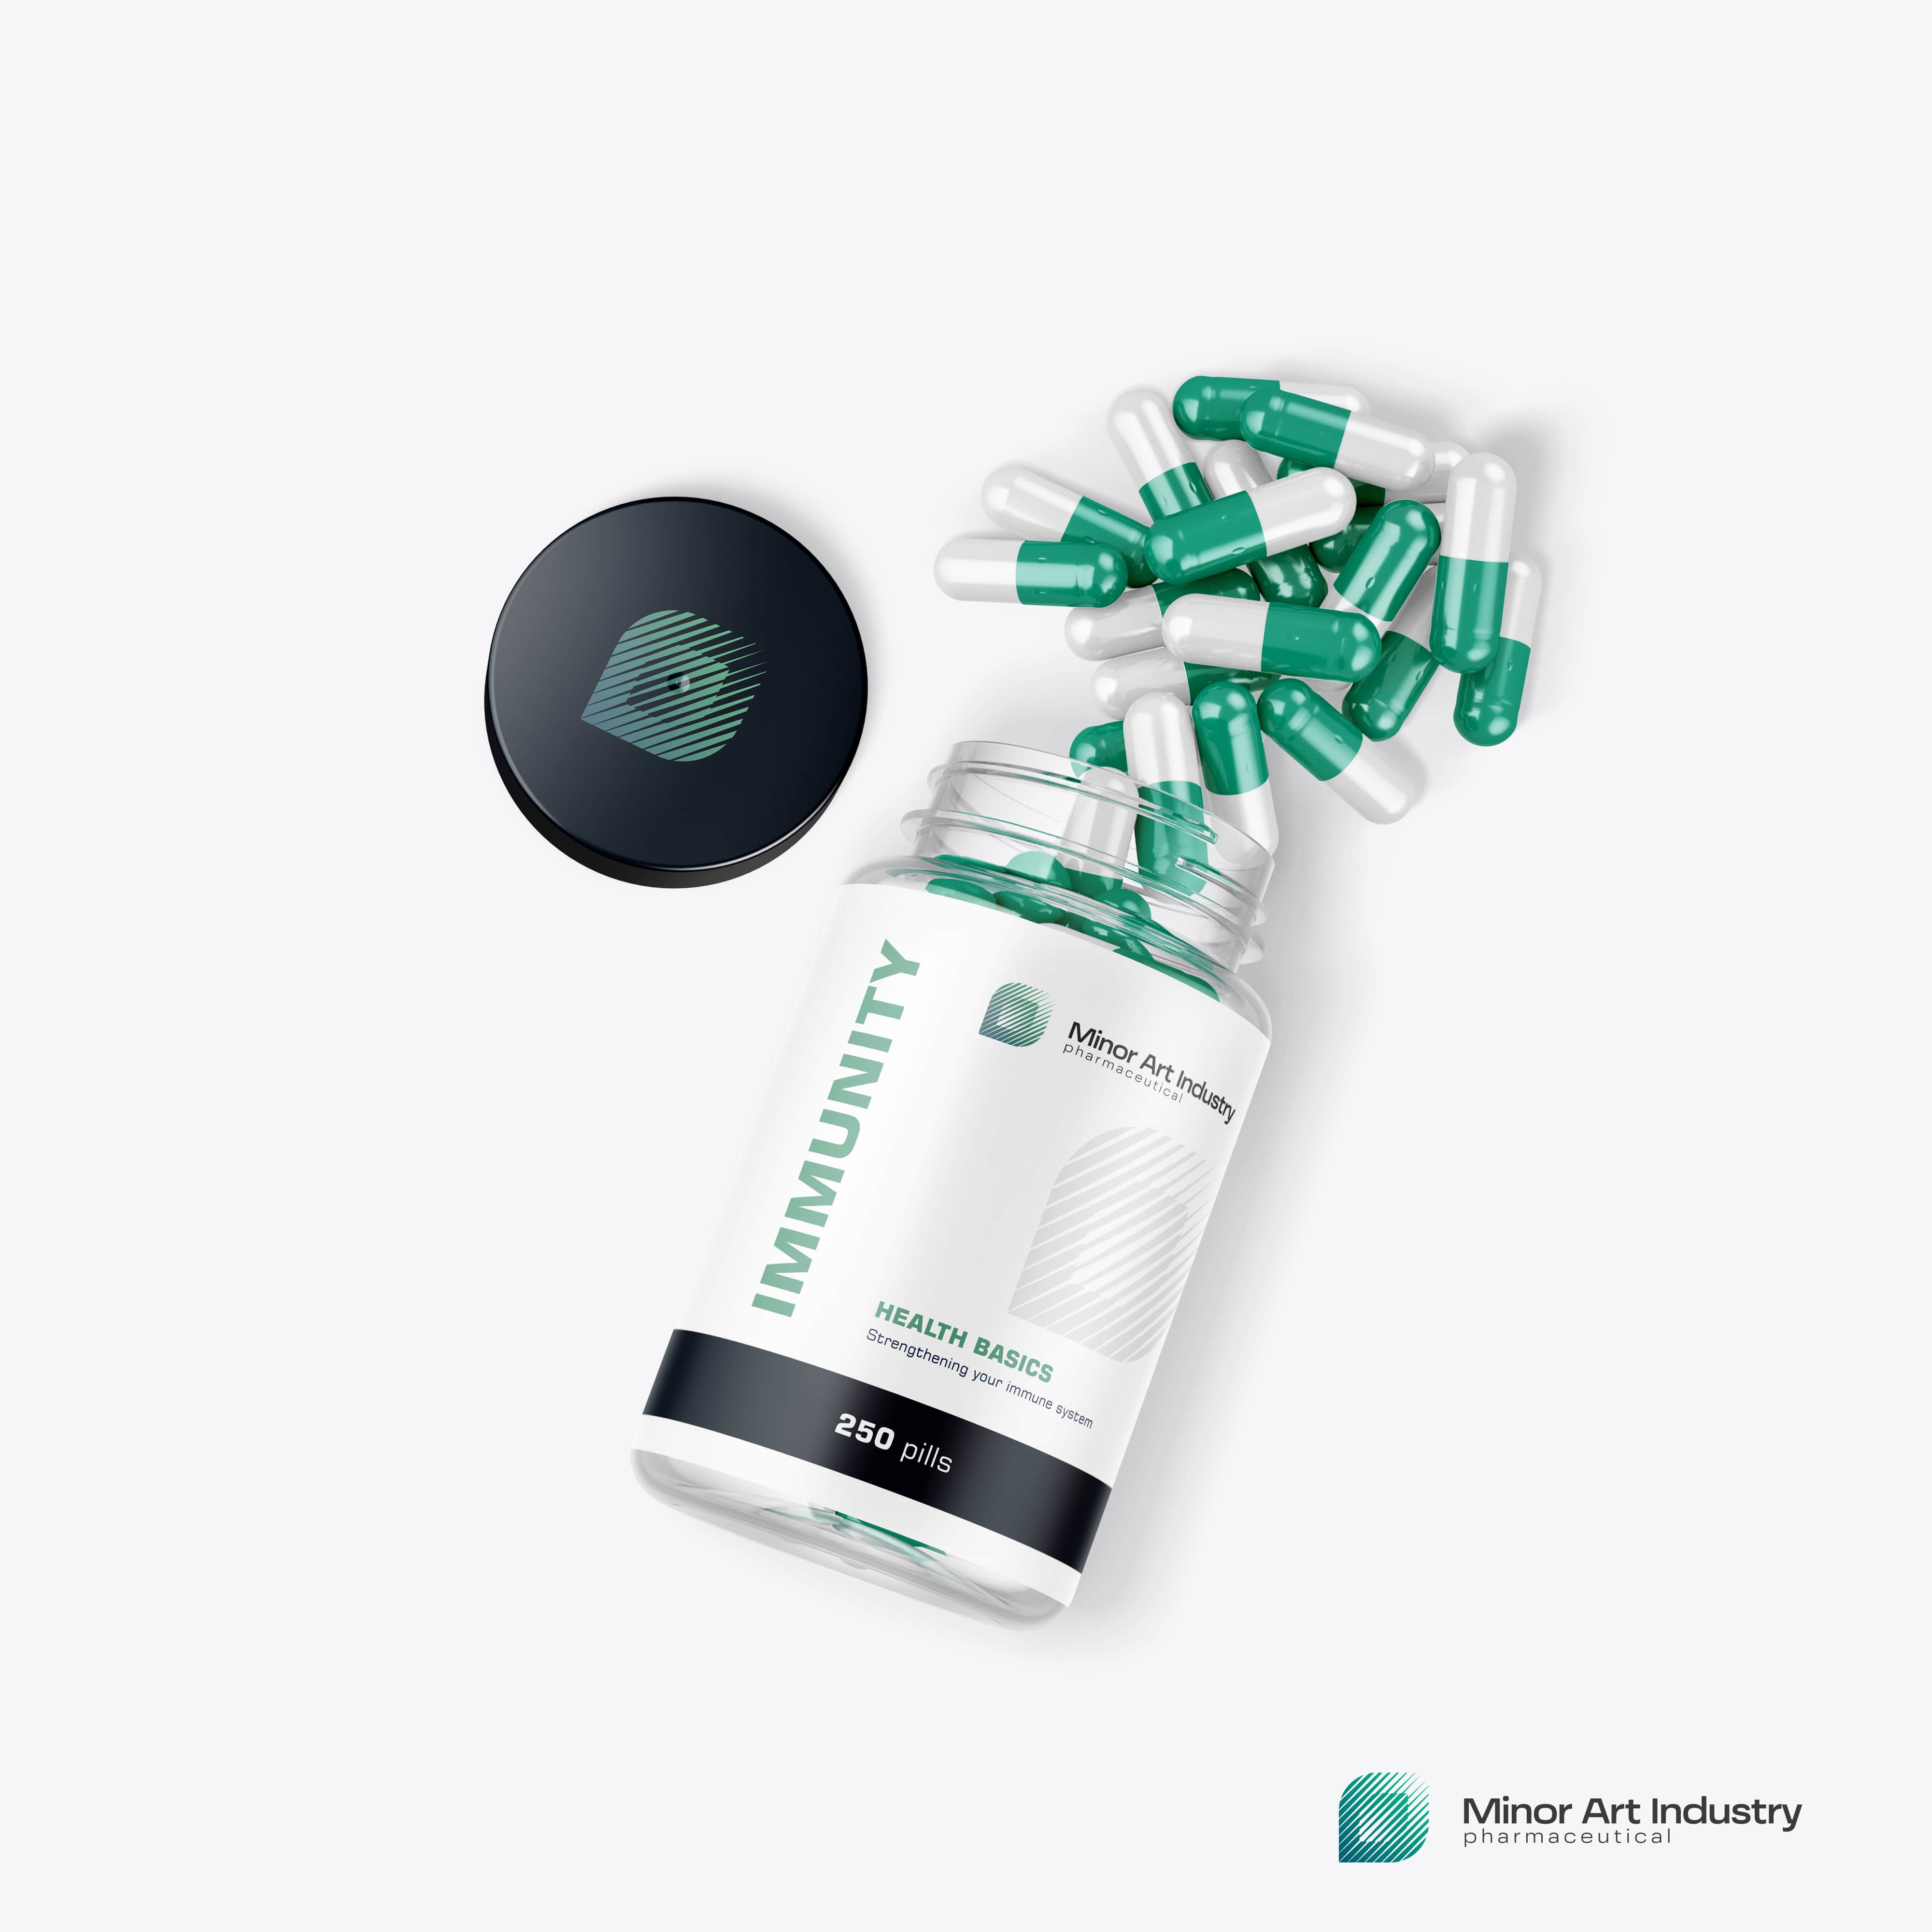 IMMUNITY
Minor Art Industry
pharmaceutical
HEALTH BASICS
Strengthening your immune system
250 pills
Minor Art Industry
pharmaceutical